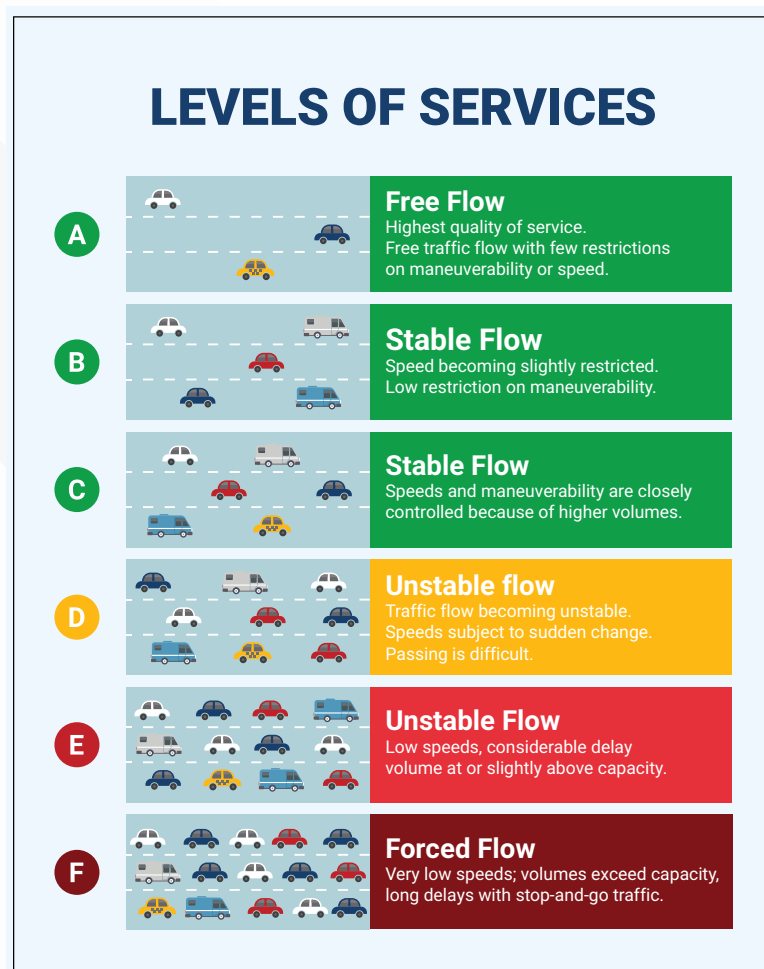 LEVELS OF SERVICES
A
Free Flow
Highest quality of service.
Free traffic flow with few restrictions
on maneuverability or speed.
B
Stable Flow
Speed becoming slightly restricted.
Low restriction on maneuverability.
C
Stable Flow
Speeds and maneuverability are closely
controlled because of higher volumes.
D
Unstable flow
Traffic flow becoming unstable.
Speeds subject to sudden change.
Passing is difficult.
E
Unstable Flow
Low speeds, considerable delay
volume at or slightly above capacity.
F
Forced Flow
Very low speeds; volumes exceed capacity,
long delays with stop-and-go traffic.